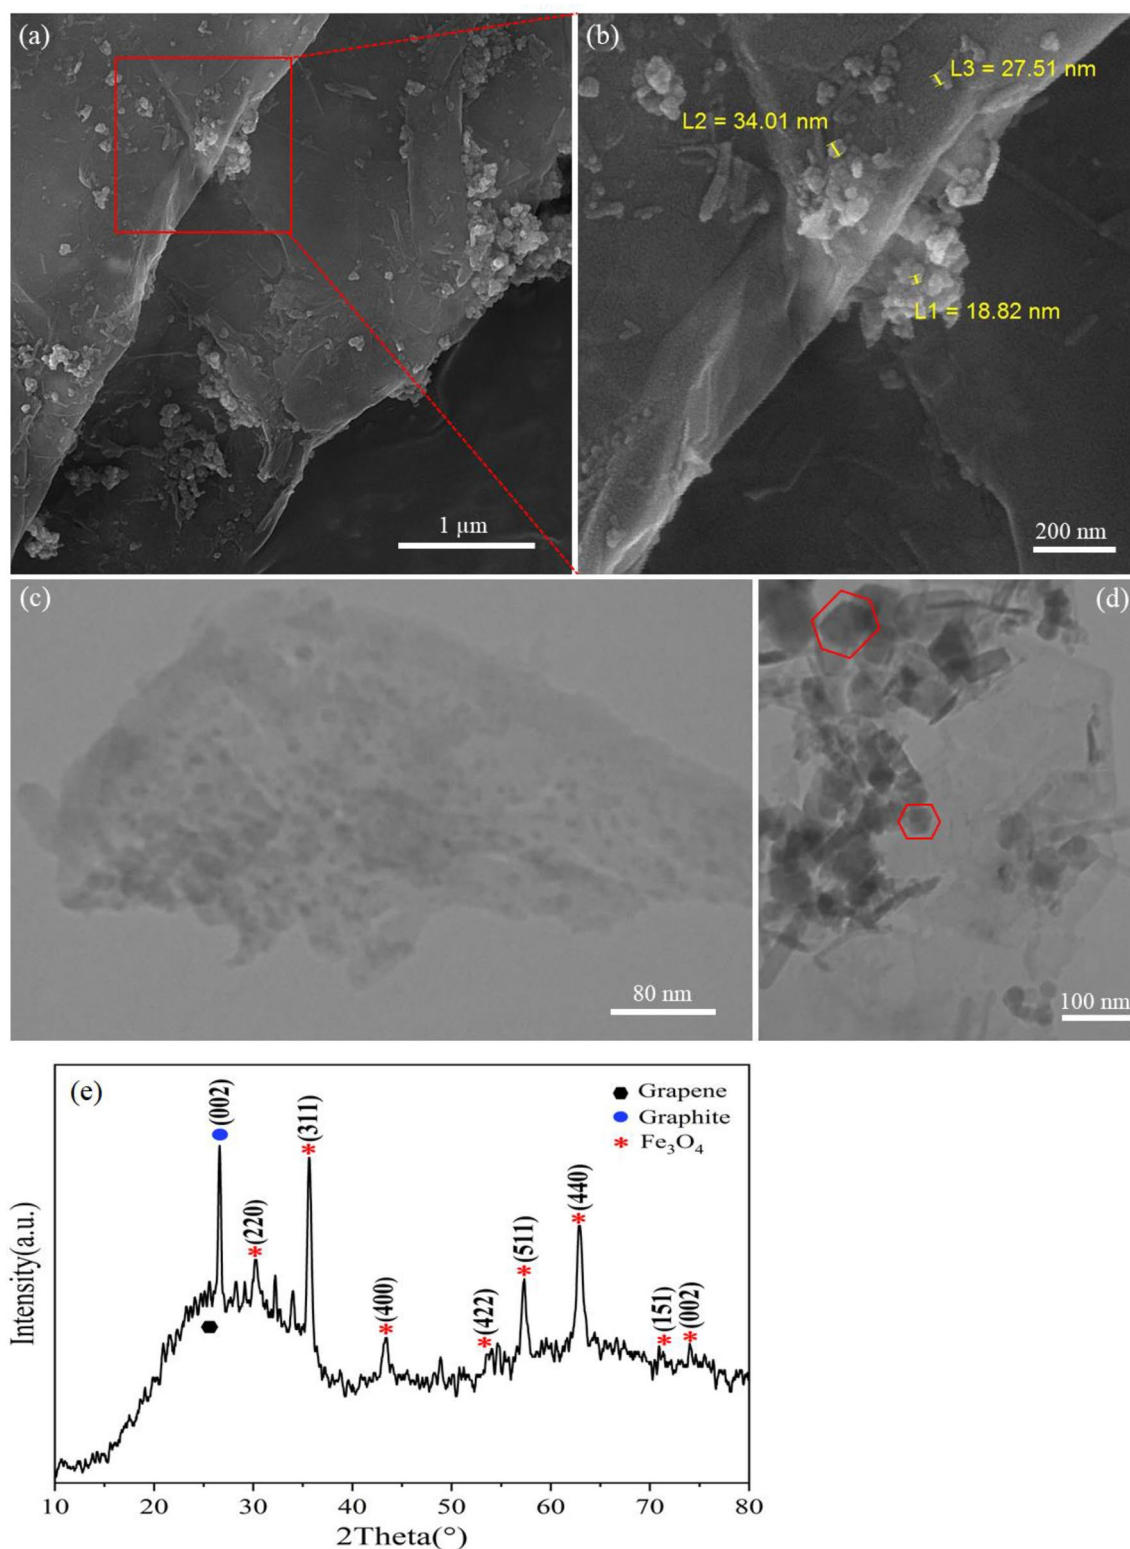 (a)
1 µm
(b)
L3 = 27.51 nm
L2 = 34.01 nm
L1 = 18.82 nm
200 nm
(c)
80 nm
(d)
100 nm
(e)
Grapene
Graphite
Fe₃O₄
(002)
(220)
(311)
(400)
(422)
(511)
(440)
(151)
(002)
Intensity(a.u.)
10 20 30 40 50 60 70 80
2Theta(°)